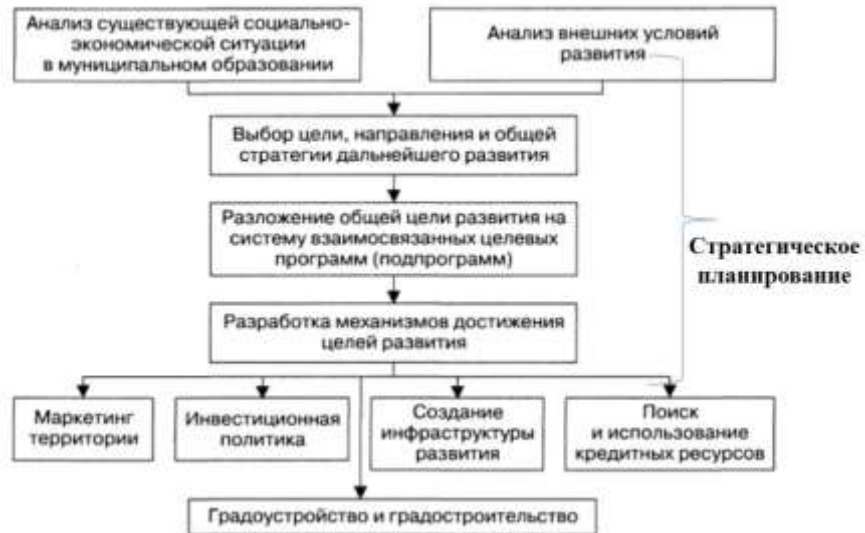 Анализ существующей социально-
экономической ситуации
в муниципальном образовании
Анализ внешних условий
развития
Выбор цели, направления и общей
стратегии дальнейшего развития
Разложение общей цели развития на
систему взаимосвязанных целевых
программ (подпрограмм)
Стратегическое
планирование
Разработка механизмов достижения
целей развития
Маркетинг
территории
Инвестиционная
политика
Создание
инфраструктуры
развития
Поиск
и использование
кредитных ресурсов
Градоустройство и градостроительство